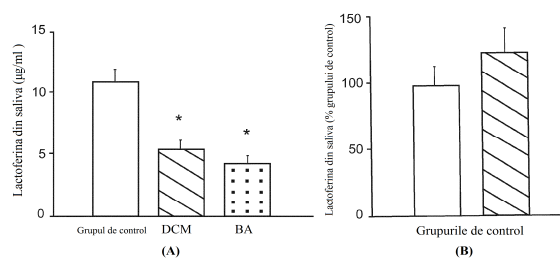 Lactoferina din saliva (µg/ml )
15
10
5
0
*
*
Grupul de control
DCM
BA
(A)
Lactoferina din saliva (% grupului de control)
150
100
50
0
Grupurile de control
(B)